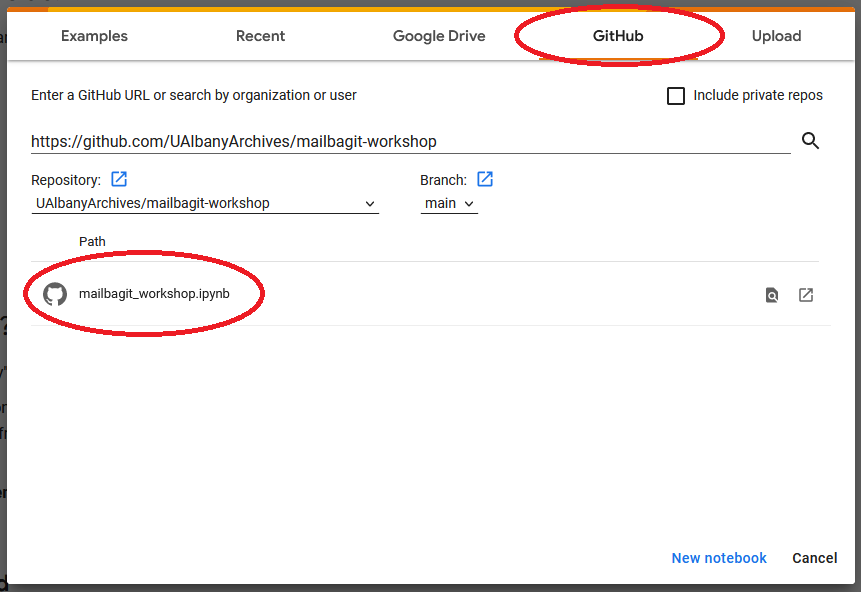 Examples Recent Google Drive GitHub Upload
Enter a GitHub URL or search by organization or user Include private repos
https://github.com/UAlbanyArchives/mailbagit-workshop
Repository: Branch:
UAlbanyArchives/mailbagit-workshop main
Path
mailbagit_workshop.ipynb
New notebook Cancel